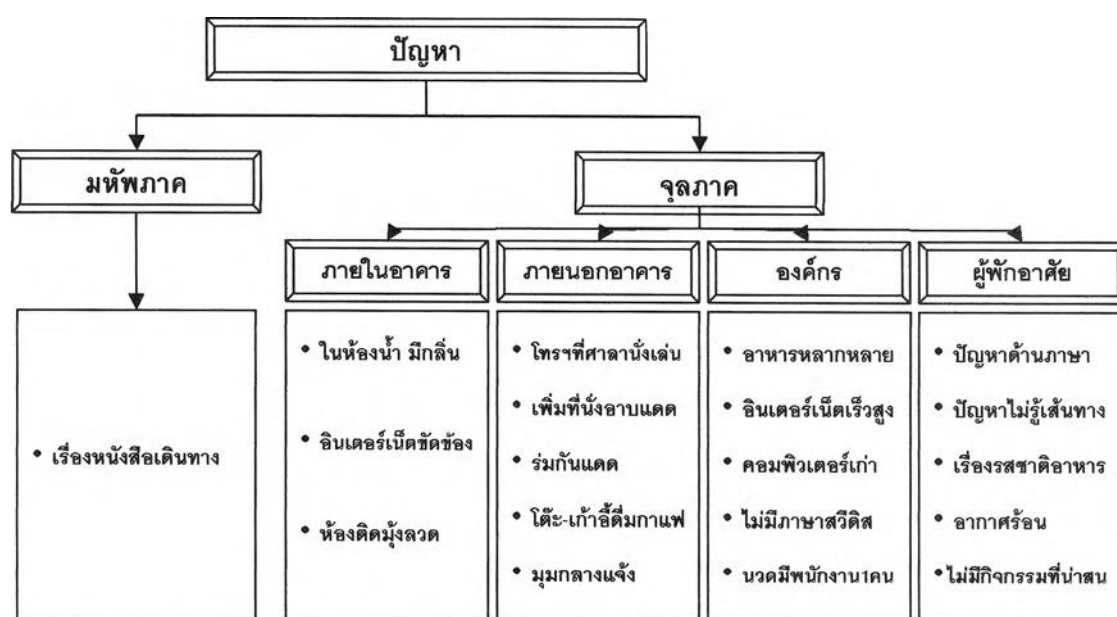 ปัญหา
มหัพภาค
จุลภาค
ภายในอาคาร
ภายนอกอาคาร
องค์กร
ผู้พักอาศัย
• เรื่องหนังสือเดินทาง
• ในห้องน้ำ มีกลิ่น
• อินเตอร์เน็ตขัดข้อง
• ห้องติดมุ้งลวด
• โทรฯที่ศาลานั่งเล่น
• เพิ่มที่นั่งอาบแดด
• ร่มกันแดด
• โต๊ะ-เก้าอี้ดื่มกาแฟ
• มุมกลางแจ้ง
• อาหารหลากหลาย
• อินเตอร์เน็ตเร็วสูง
• คอมพิวเตอร์เก่า
• ไม่มีภาษาสวีดิส
• นวดมีพนักงาน1คน
• ปัญหาด้านภาษา
• ปัญหาไม่รู้เส้นทาง
• เรื่องรสชาติอาหาร
• อากาศร้อน
• ไม่มีกิจกรรมที่น่าสน